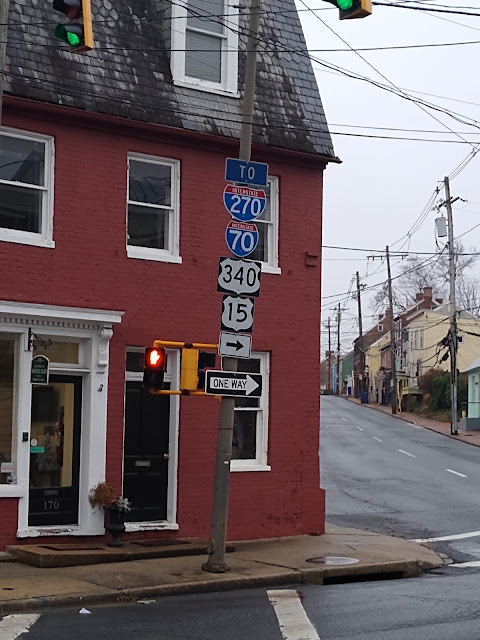 TO
INTERSTATE
270
INTERSTATE
70
340
15
ONE WAY
170